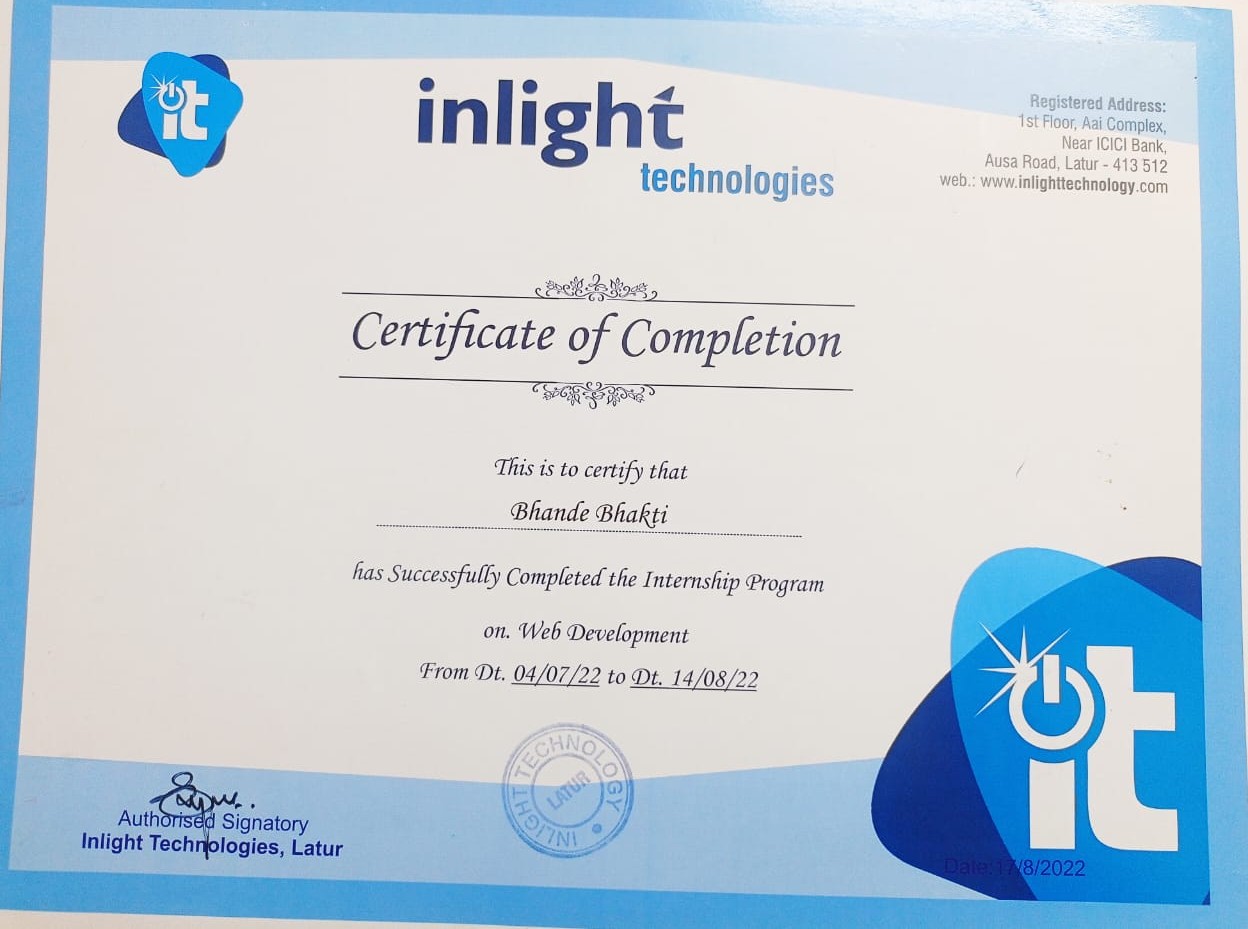 it
inlight
technologies
Registered Address:
1st Floor, Aai Complex,
Near ICICI Bank,
Ausa Road, Latur - 413 512
web.: www.inlighttechnology.com
Certificate of Completion
This is to certify that
Bhande Bhakti
has Successfully Completed the Internship Program
on. Web Development
From Dt. 04/07/22 to Dt. 14/08/22
INLIGHT TECHNOLOGY
LATUR
Authorised Signatory
Inlight Technologies, Latur
it
Date:17/8/2022